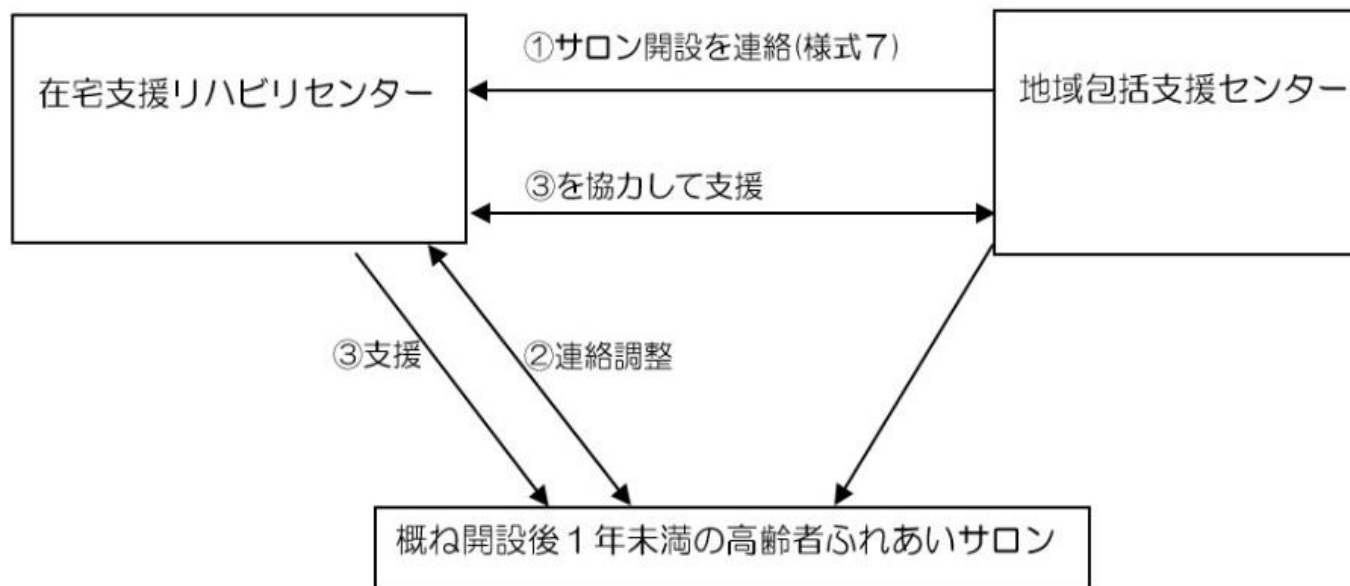 ①サロン開設を連絡(様式7)
在宅支援リハビリセンター
地域包括支援センター
③を協力して支援
③支援
②連絡調整
概ね開設後1年未満の高齢者ふれあいサロン